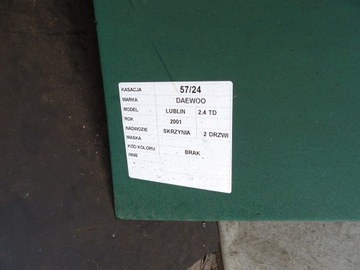 KASACJA 57/24
MARKA DAEWOO
MODEL LUBLIN 2.4 TD
ROK 2001
NADWOZIE SKRZYNIA 2 DRZWI
MASKA
KOD KOLORU BRAK
INNE